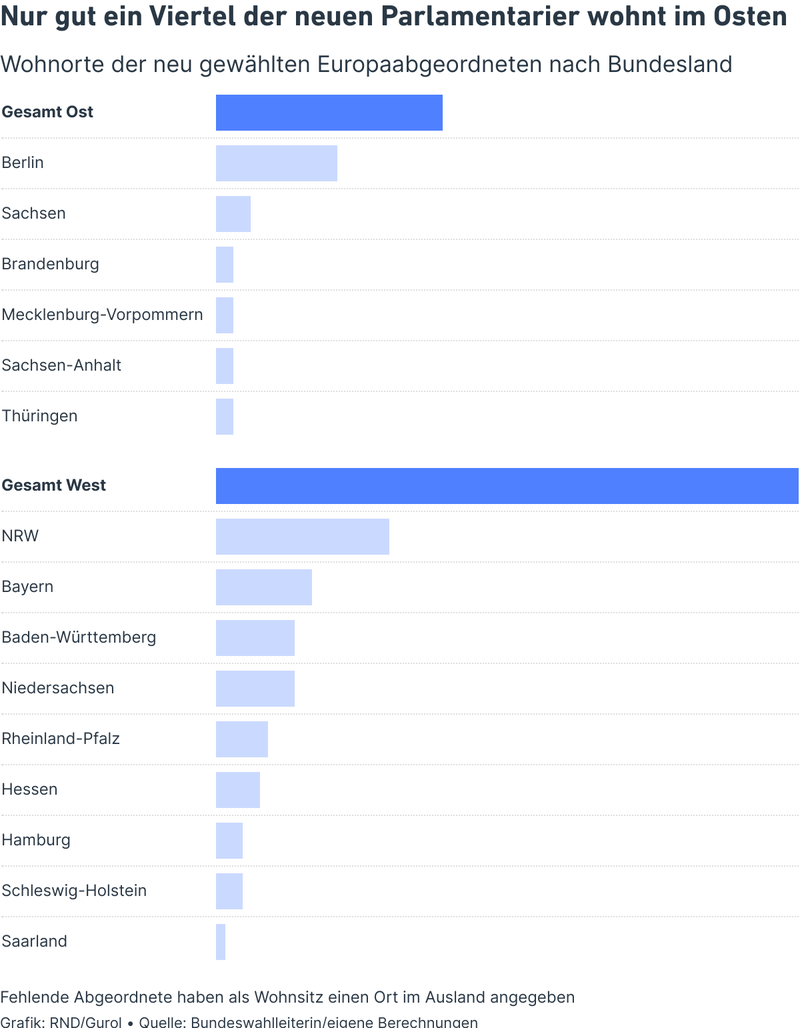 Nur gut ein Viertel der neuen Parlamentarier wohnt im Osten
Wohnorte der neu gewählten Europaabgeordneten nach Bundesland
Gesamt Ost
Berlin
Sachsen
Brandenburg
Mecklenburg-Vorpommern
Sachsen-Anhalt
Thüringen
Gesamt West
NRW
Bayern
Baden-Württemberg
Niedersachsen
Rheinland-Pfalz
Hessen
Hamburg
Schleswig-Holstein
Saarland
Fehlende Abgeordnete haben als Wohnsitz einen Ort im Ausland angegeben
Grafik: RND/Gurol • Quelle: Bundeswahlleiterin/eigene Berechnungen